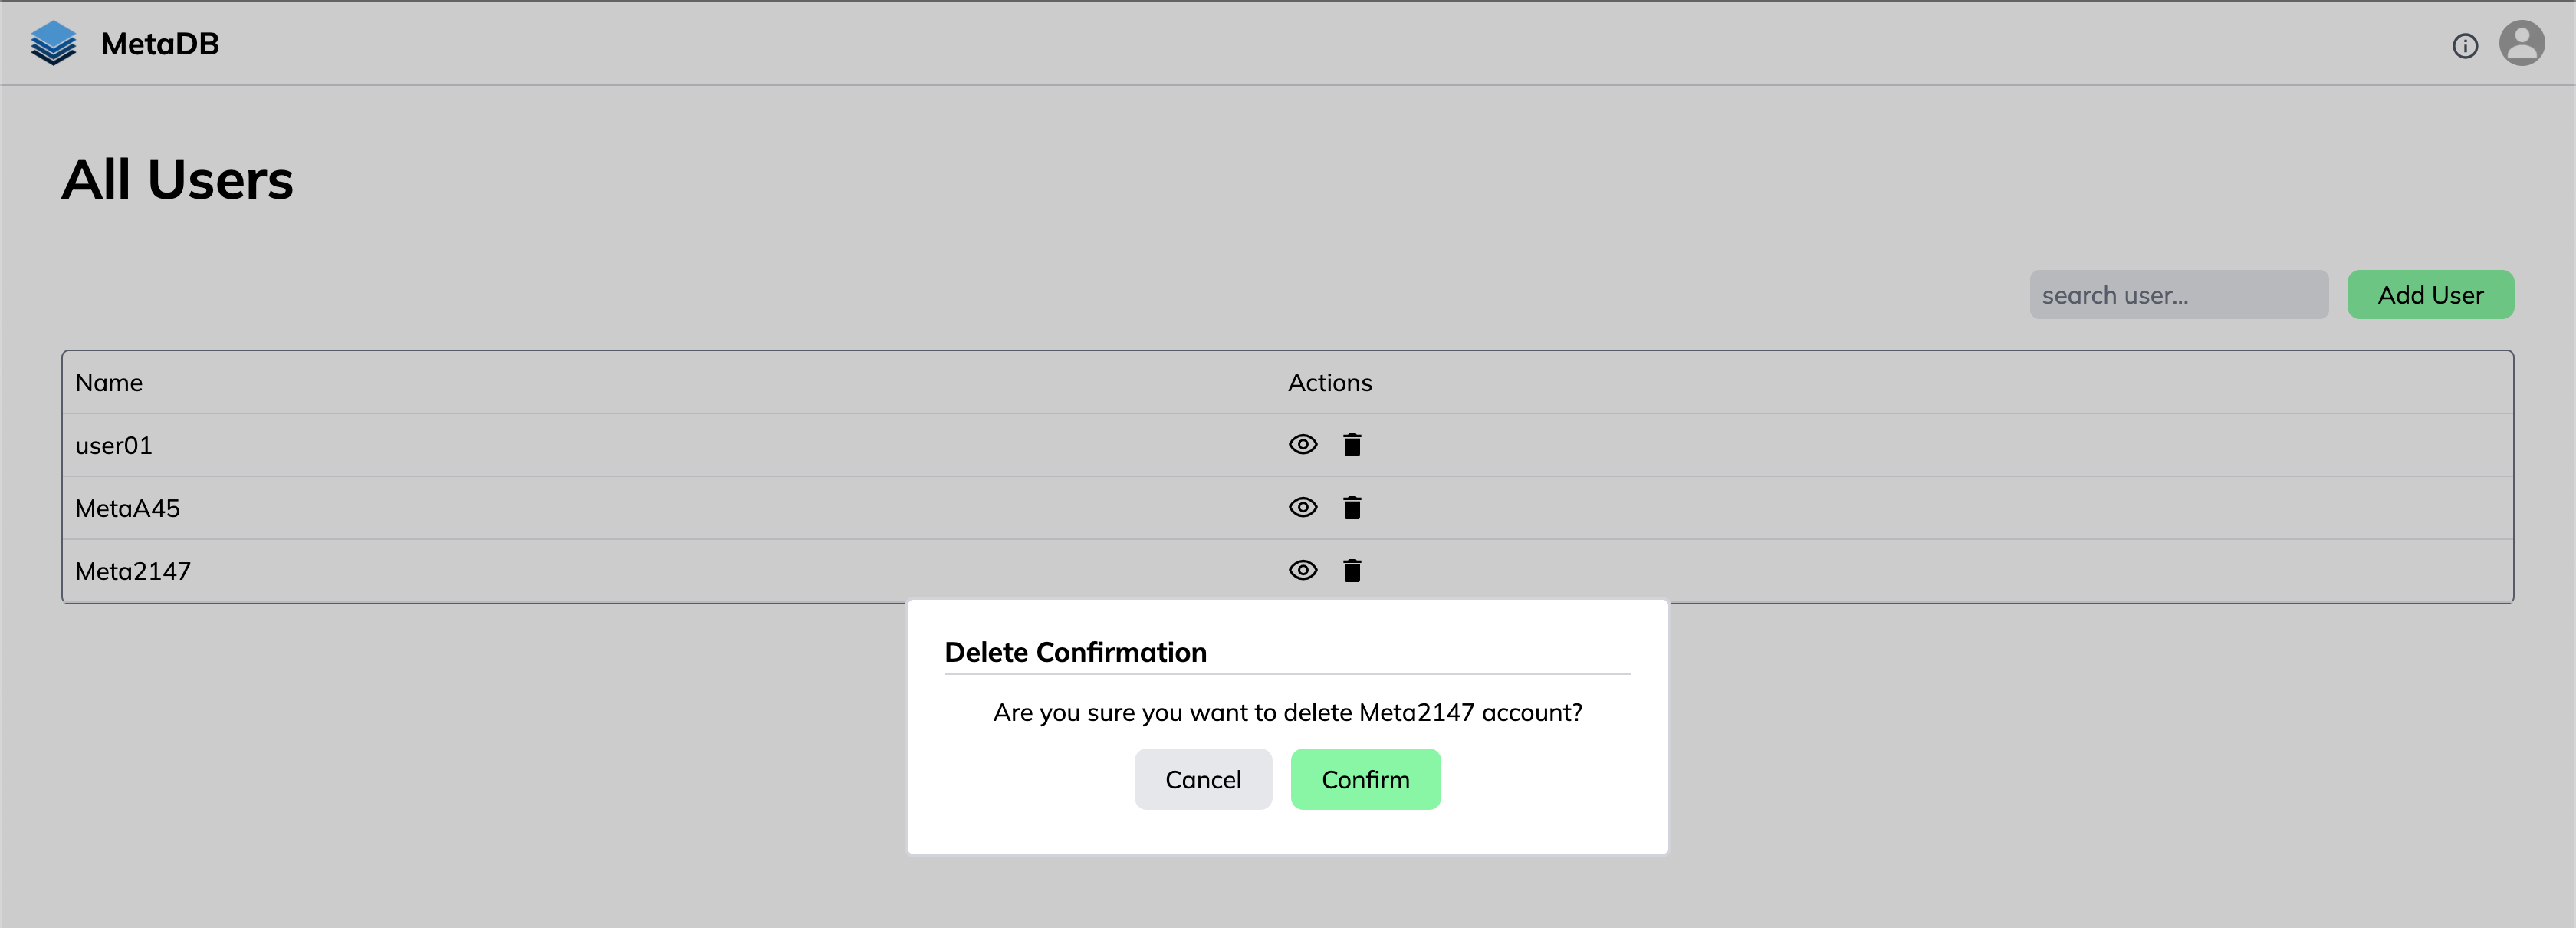 MetaDB
All Users
search user...
Add User
Name
Actions
user01
MetaA45
Meta2147
Delete Confirmation
Are you sure you want to delete Meta2147 account?
Cancel
Confirm